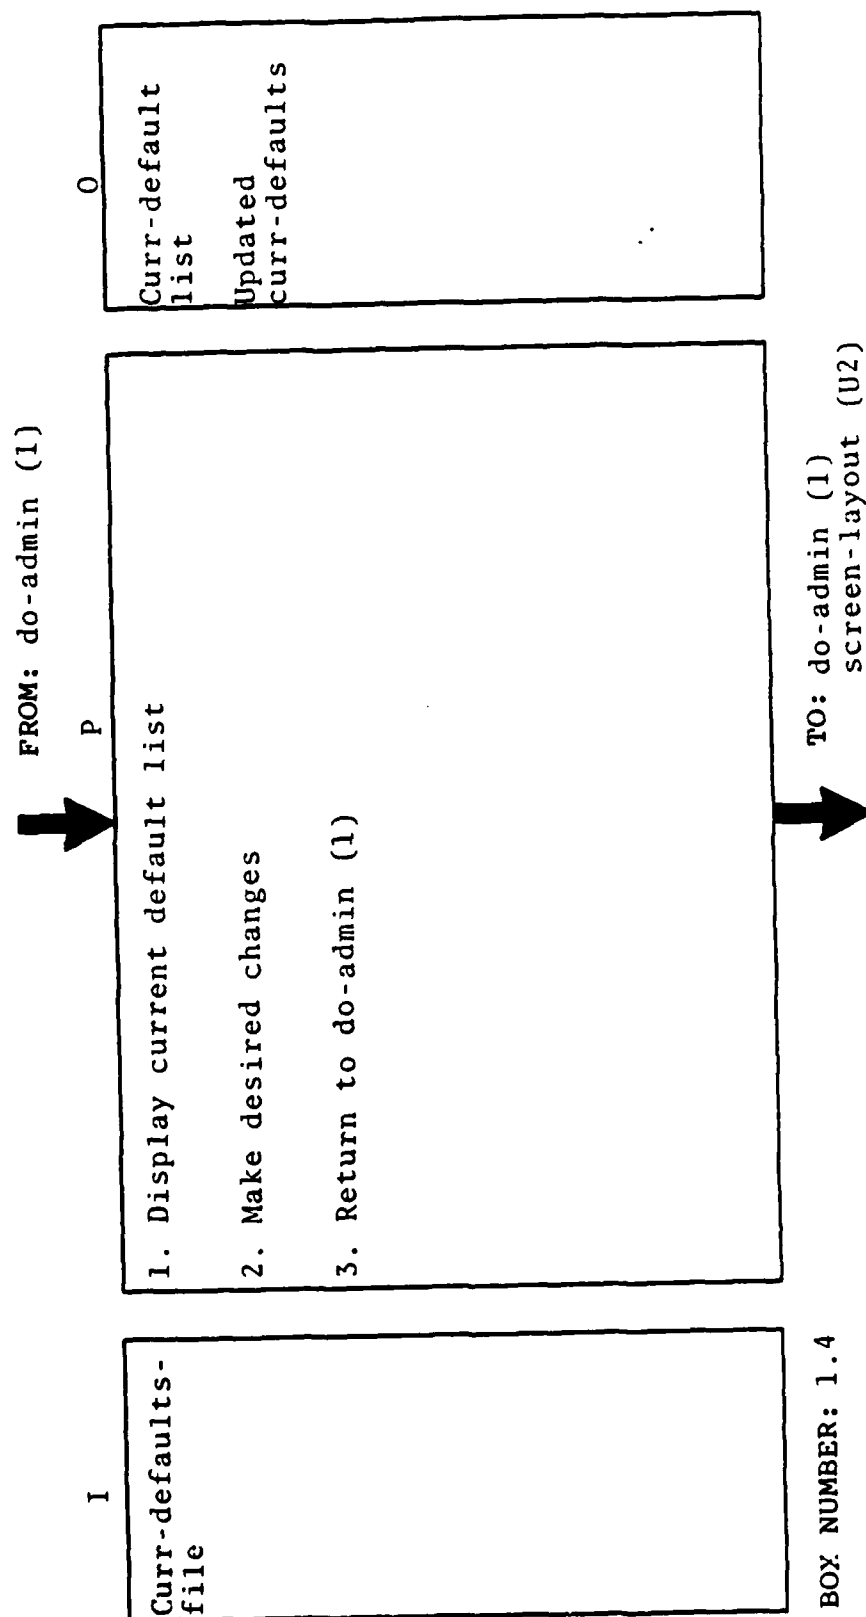 FROM: do-admin (1)
I
P
O
Curr-defaults-
file
1. Display current default list
2. Make desired changes
3. Return to do-admin (1)
Curr-default
list
Updated
curr-defaults
BOX NUMBER: 1.4
TO: do-admin (1)
screen-layout (U2)